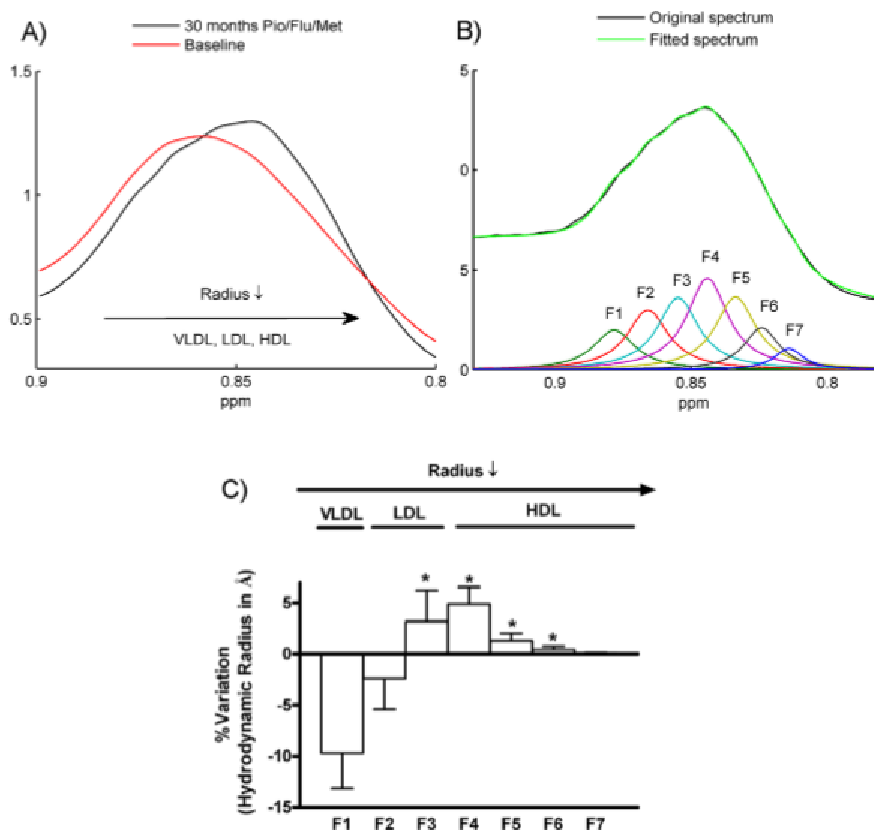 A)
30 months Pio/Flu/Met
Baseline
1.5
1
0.5
Radius ↓
VLDL, LDL, HDL
0.9
0.85
0.8
ppm
B)
Original spectrum
Fitted spectrum
5
0
5
0
F1
F2
F3
F4
F5
F6
F7
0.9
0.85
0.8
ppm
C)
Radius ↓
VLDL
LDL
HDL
%Variation
(Hydrodynamic Radius in Å)
5
0
-5
-10
-15
*
*
*
*
F1
F2
F3
F4
F5
F6
F7